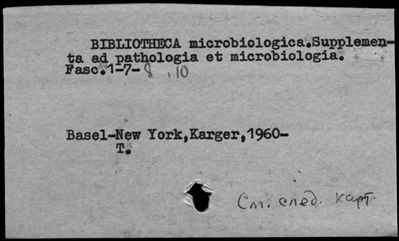 BIBLIOTHECA microbiologica.Supplemen-
ta ad pathologia et microbiologia.
Fasc.1-7- 8 ,10
Basel-New York,Karger,1960-
T.
См. след. карт.